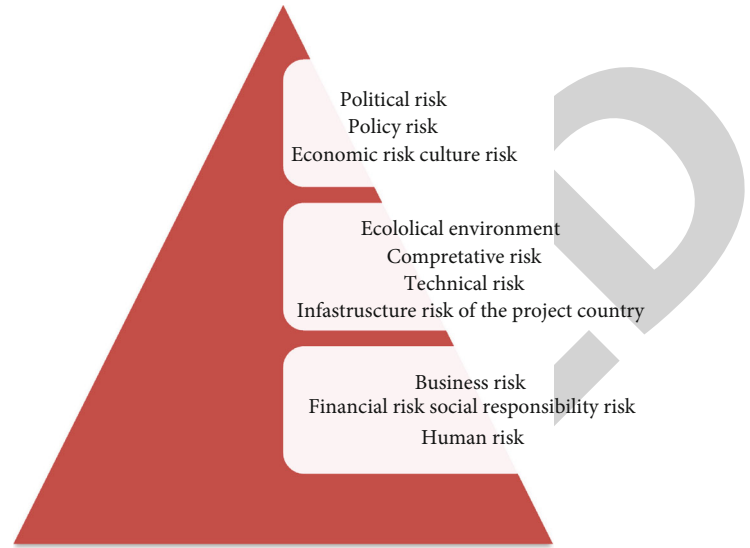 Political risk
Policy risk
Economic risk culture risk
Ecololical environment
Compretative risk
Technical risk
Infastruscture risk of the project country
Business risk
Financial risk social responsibility risk
Human risk